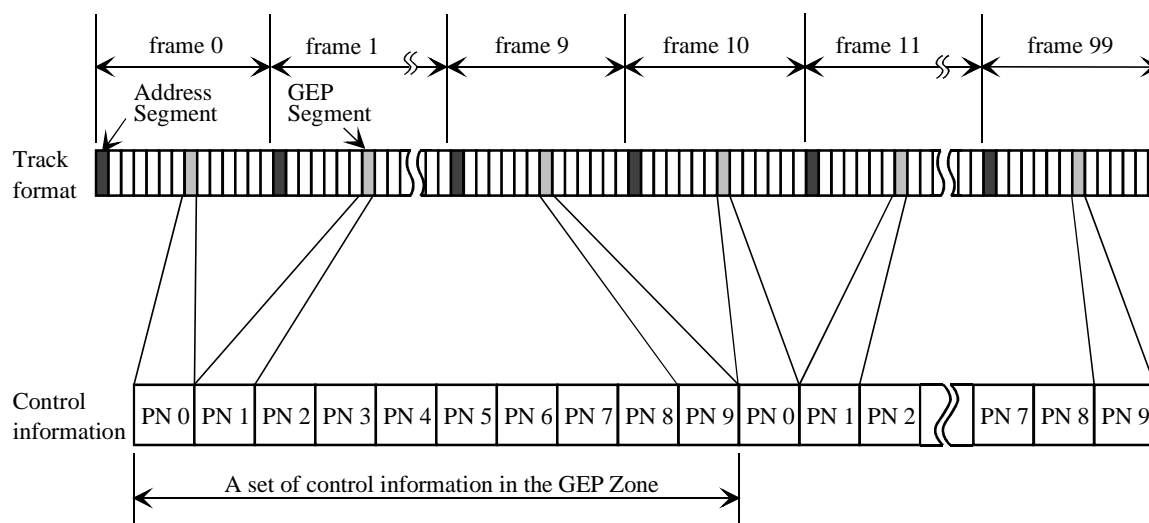 frame 0 frame 1 frame 9 frame 10 frame 11 frame 99
Address
Segment
GEP
Segment
Track
format
Control
information
PN 0 PN 1 PN 2 PN 3 PN 4 PN 5 PN 6 PN 7 PN 8 PN 9 PN 0 PN 1 PN 2 PN 7 PN 8 PN 9
A set of control information in the GEP Zone